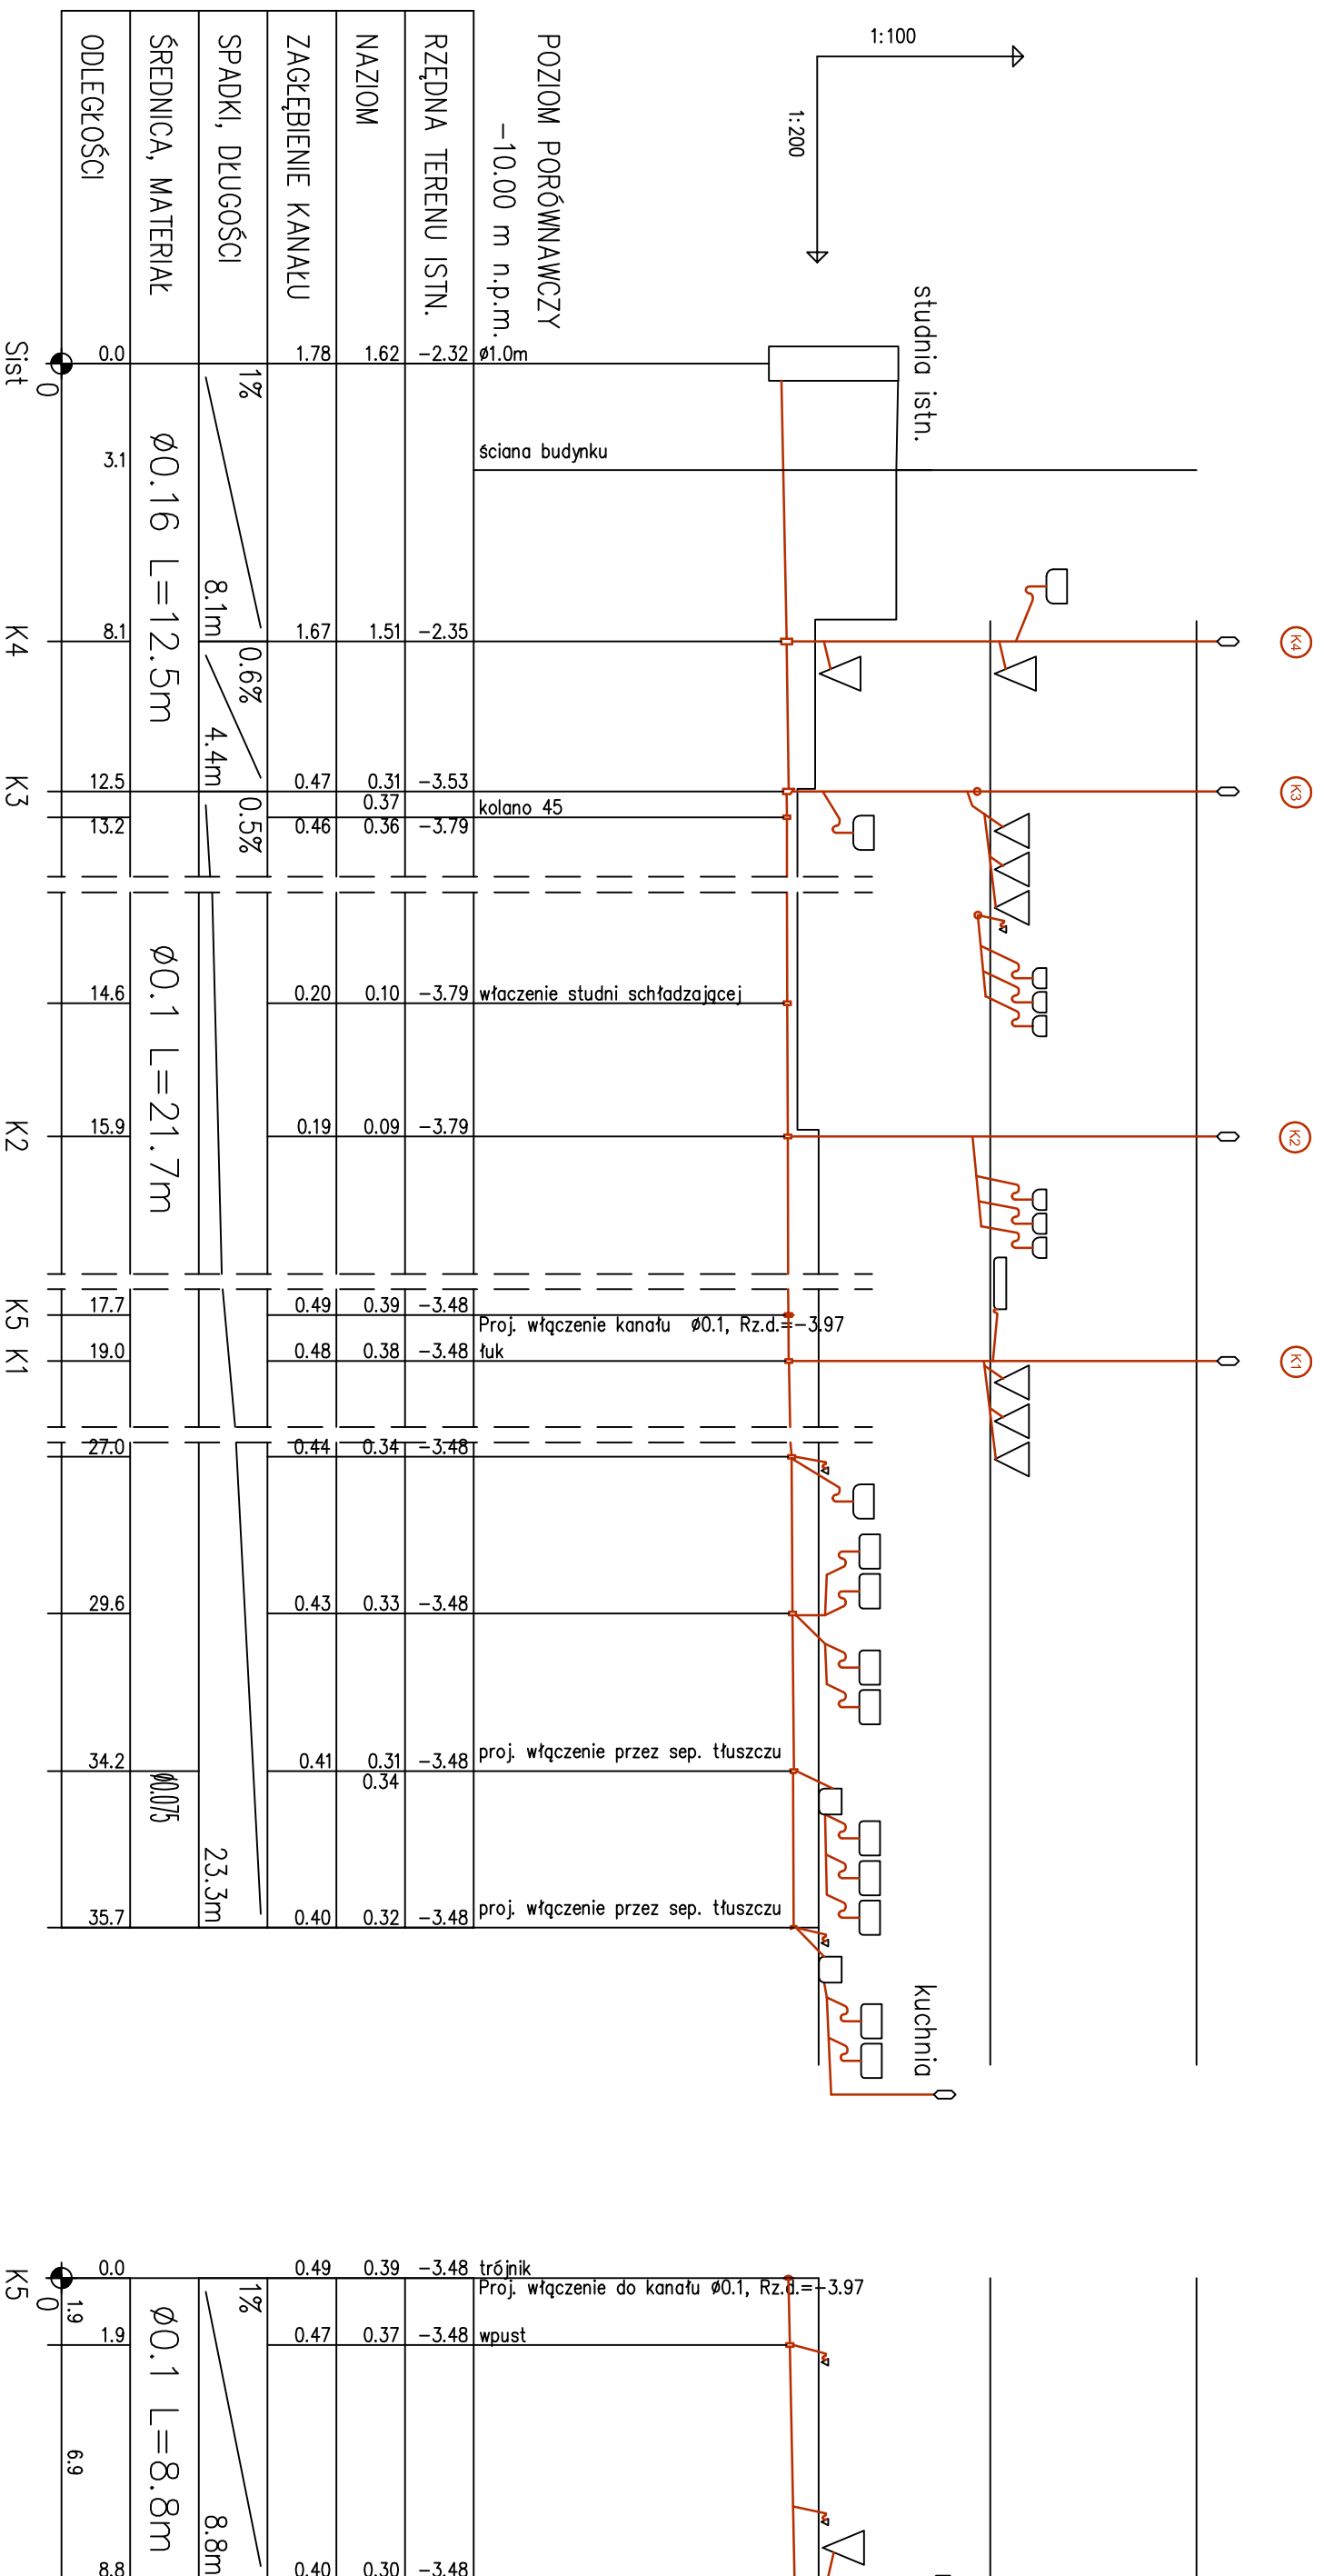 1:100
1:200
studnia istn.
POZIOM PORÓWNAWCZY
-10.00 m n.p.m.
RZĘDNA TERENU ISTN.
NAZIOM
ZAGŁĘBIENIE KANAŁU
SPADKI, DŁUGOŚCI
ŚREDNICA, MATERIAŁ
ODLEGŁOŚCI
0.0 1.78 1.62 -2.32 ø1.0m
Sist 0
1%
3.1 ściana budynku
Ø0.16 L=12.5m
8.1m
K4 8.1 1.67 1.51 -2.35 K4
0.6%
4.4m
K3 12.5 0.47 0.31 -3.53 K3
0.37
0.5%
kolano 45
13.2 0.46 0.36 -3.79
Ø0.1 L=21.7m
14.6 0.20 0.10 -3.79 właczenie studni schładzającej
K2 15.9 0.19 0.09 -3.79 K2
K5 17.7 0.49 0.39 -3.48
Proj. włączenie kanału ø0.1, Rz.d.=-3.97
K1 19.0 0.48 0.38 -3.48 łuk K1
27.0 0.44 0.34 -3.48
29.6 0.43 0.33 -3.48
34.2 0.41 0.31 -3.48 proj. włączenie przez sep. tłuszczu
0.34
Ø0.075
23.3m
35.7 0.40 0.32 -3.48 proj. włączenie przez sep. tłuszczu
kuchnia
K5 0.0 0.49 0.39 -3.48 trójnik
Proj. włączenie do kanału ø0.1, Rz.d.=-3.97
0
1.9
1%
1.9 0.47 0.37 -3.48 wpust
Ø0.1 L=8.8m
6.9
8.8m
8.8 0.40 0.30 -3.48